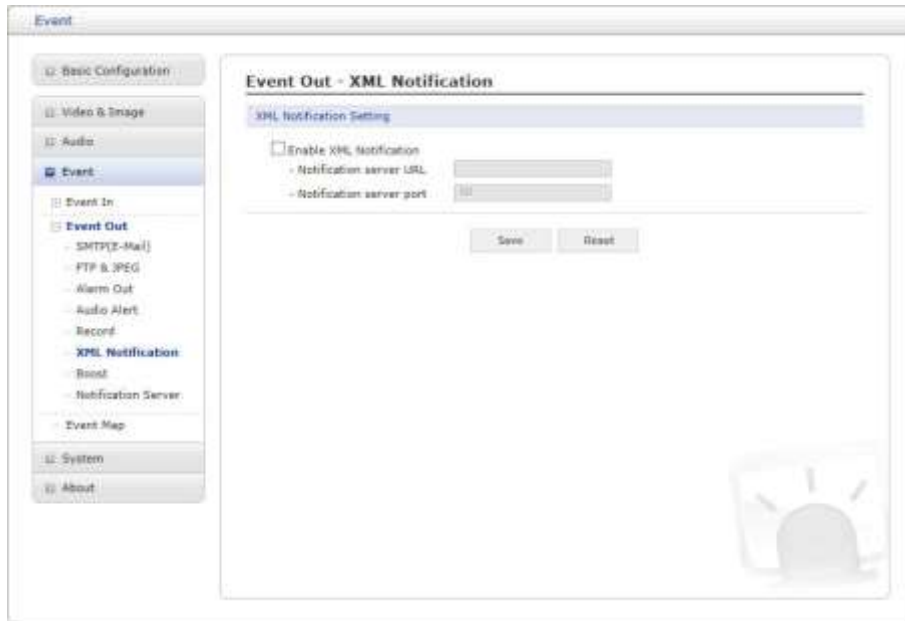 Event
Basic Configuration
Video & Image
Audio
Event
Event In
Event Out
- SMTP(E-Mail)
- FTP & JPEG
- Alarm Out
- Audio Alert
- Record
- XML Notification
- Boost
- Notification Server
- Event Map
System
About
Event Out - XML Notification
XML Notification Setting
Enable XML Notification
- Notification server URL
- Notification server port
Save
Reset